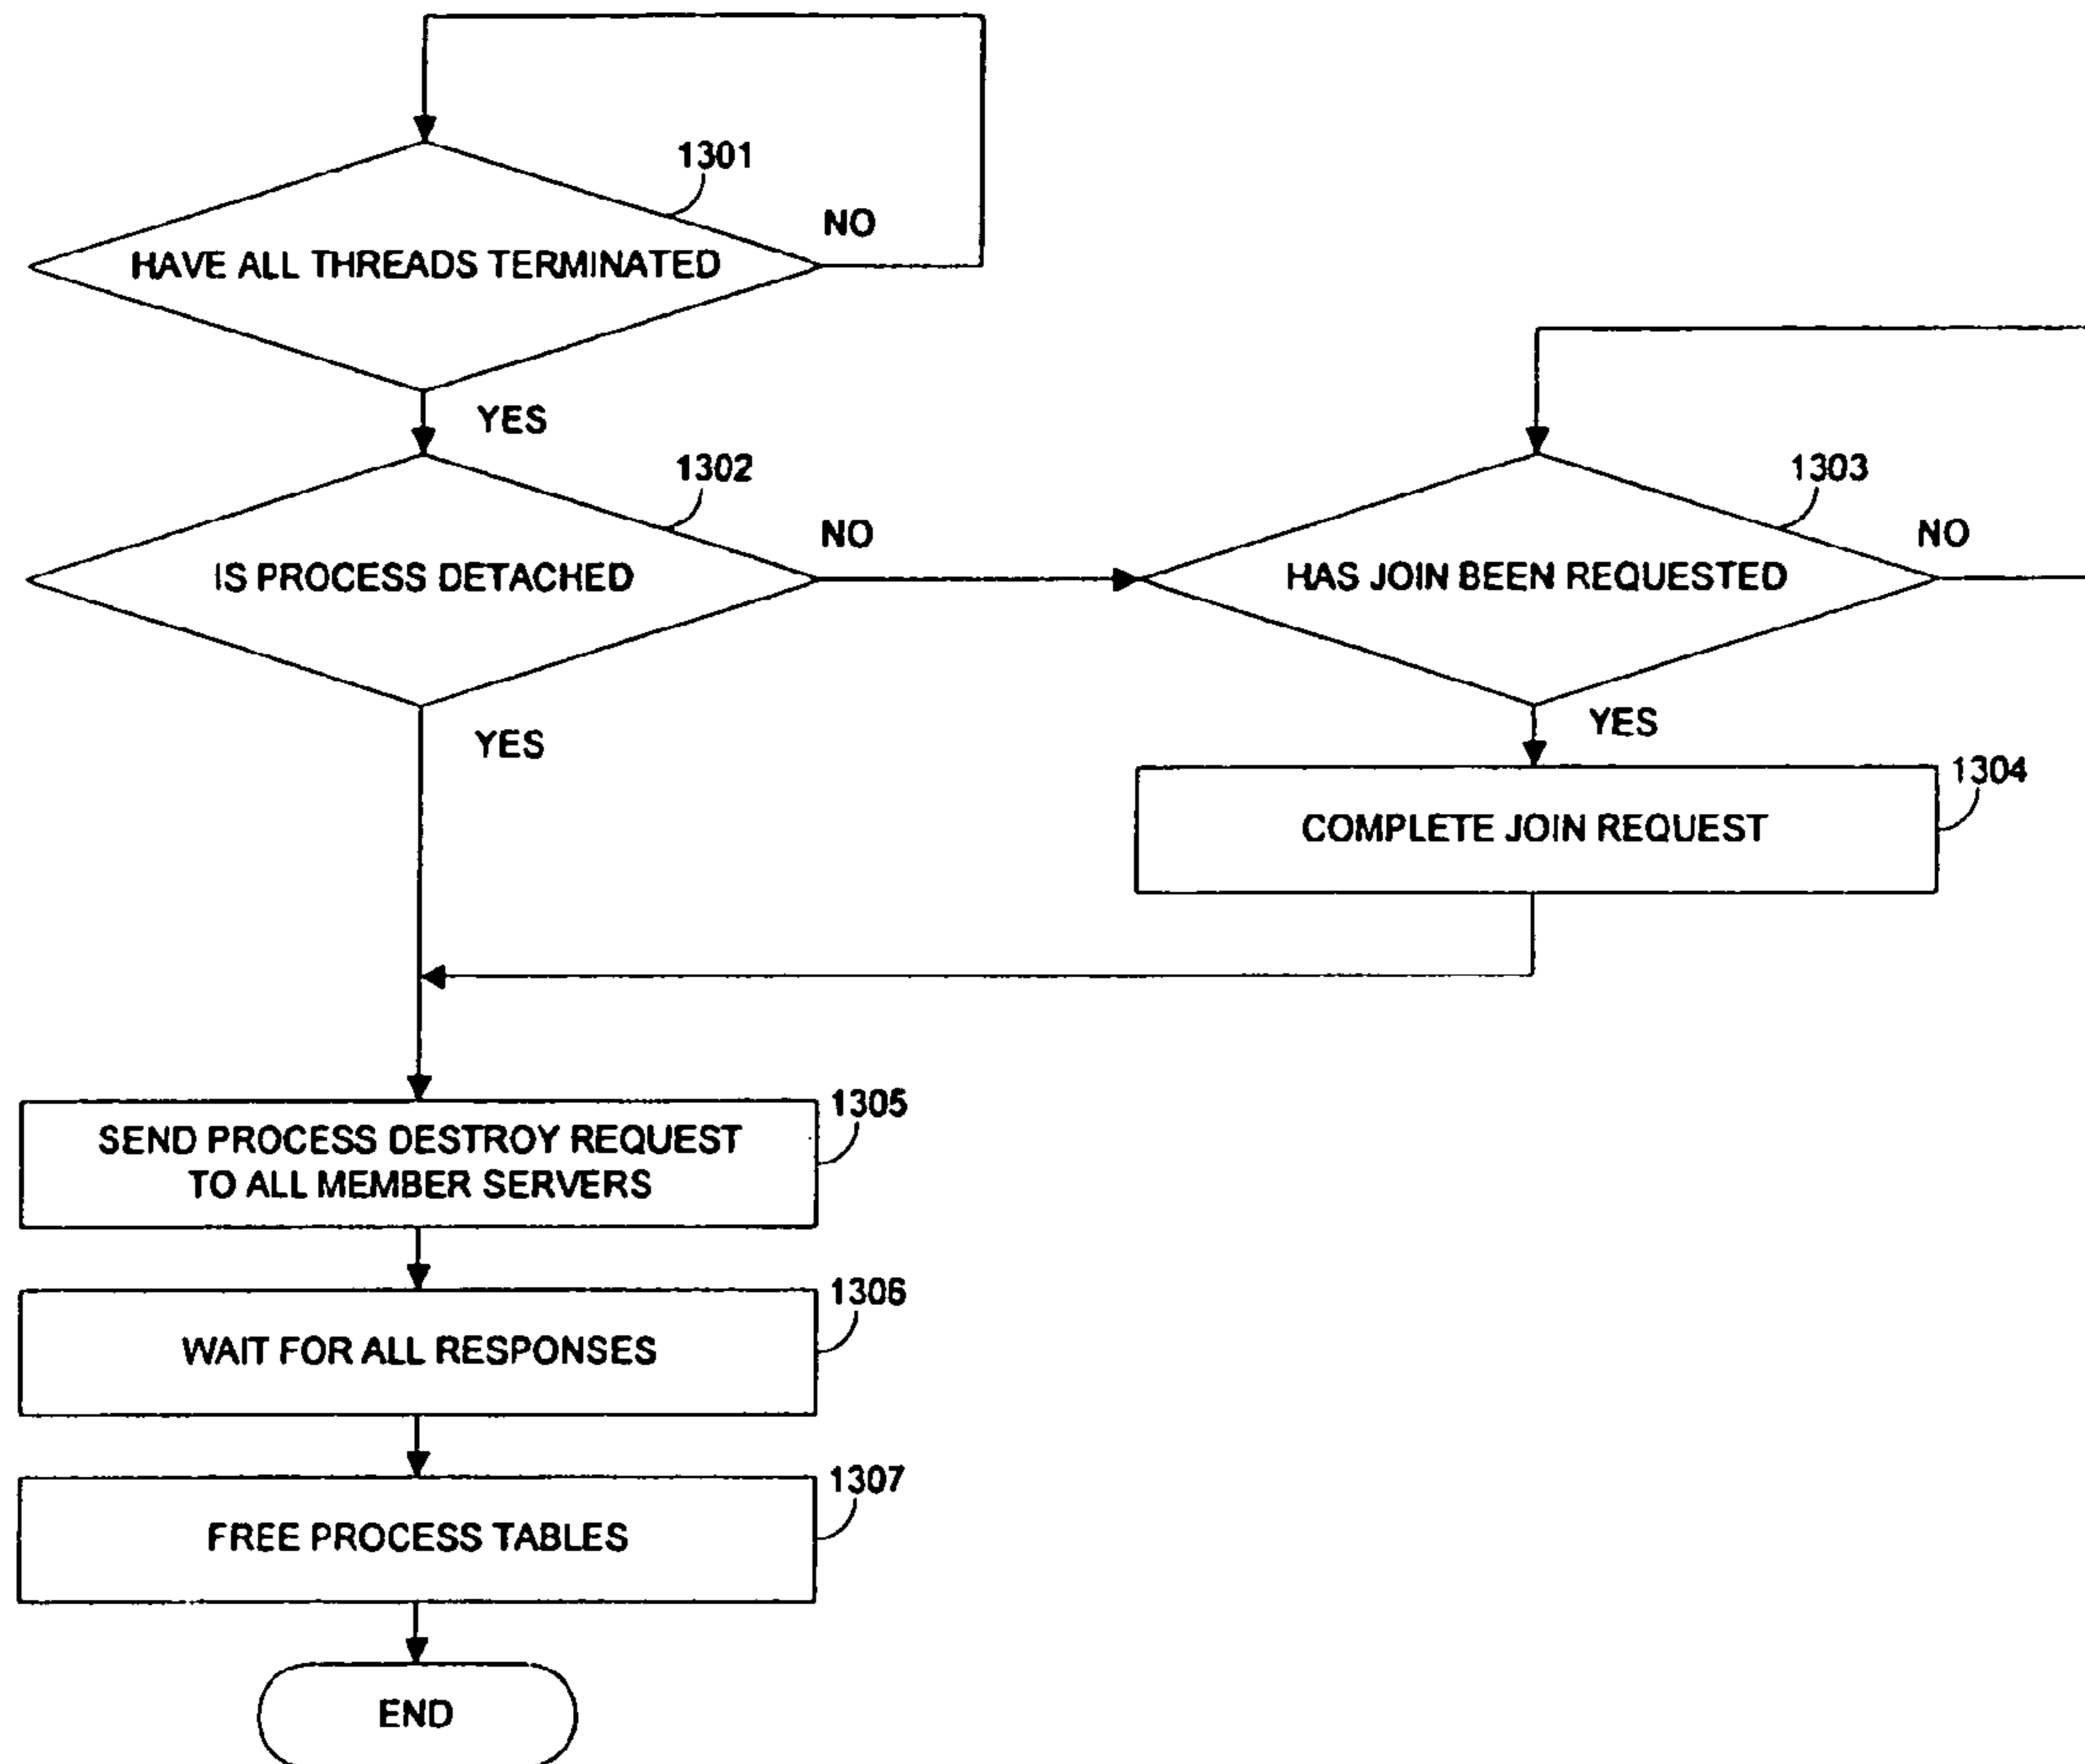 1301
NO
HAVE ALL THREADS TERMINATED
YES
1302
NO
IS PROCESS DETACHED
YES
1303
NO
HAS JOIN BEEN REQUESTED
YES
1304
COMPLETE JOIN REQUEST
1305
SEND PROCESS DESTROY REQUEST
TO ALL MEMBER SERVERS
1306
WAIT FOR ALL RESPONSES
1307
FREE PROCESS TABLES
END